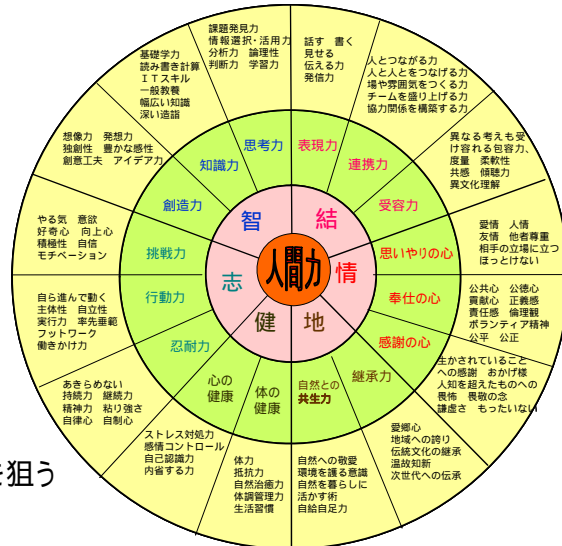 人間力
智
結
情
地
健
志
思考力
表現力
連携力
受容力
思いやりの心
奉仕の心
感謝の心
継承力
自然との
共生力
体の
健康
心の
健康
忍耐力
行動力
挑戦力
創造力
知識力
課題発見力
情報選択・活用力
分析力 論理性
判断力 学習力
話す 書く
見せる
伝える力
発信力
人とつながる力
人と人とをつなげる力
場や雰囲気をつくる力
チームを盛り上げる力
協力関係を構築する力
異なる考えも受
け容れる包容力、
度量 柔軟性
共感 傾聴力
異文化理解
愛情 人情
友情 他者尊重
相手の立場に立つ
ほっとけない
公共心 公徳心
貢献心 正義感
責任感 倫理観
ボランティア精神
公平 公正
生かされていること
への感謝 おかげ様
人知を超えたものへの
畏怖 畏敬の念
謙虚さ もったいない
愛郷心
地域への誇り
伝統文化の継承
温故知新
次世代への伝承
自然への敬愛
環境を護る意識
自然を暮らしに
活かす術
自給自足力
体力
抵抗力
自然治癒力
体調管理力
生活習慣
ストレス対処力
感情コントロール
自己認識力
内省する力
あきらめない
持続力 継続力
精神力 粘り強さ
自律心 自制心
自ら進んで動く
主体性 自立性
実行力 率先垂範
フットワーク
働きかけ力
やる気 意欲
好奇心 向上心
積極性 自信
モチベーション
想像力 発想力
独創性 豊かな感性
創意工夫 アイデア力
基礎学力
読み書き計算
ITスキル
一般教養
幅広い知識
深い造詣
を狙う